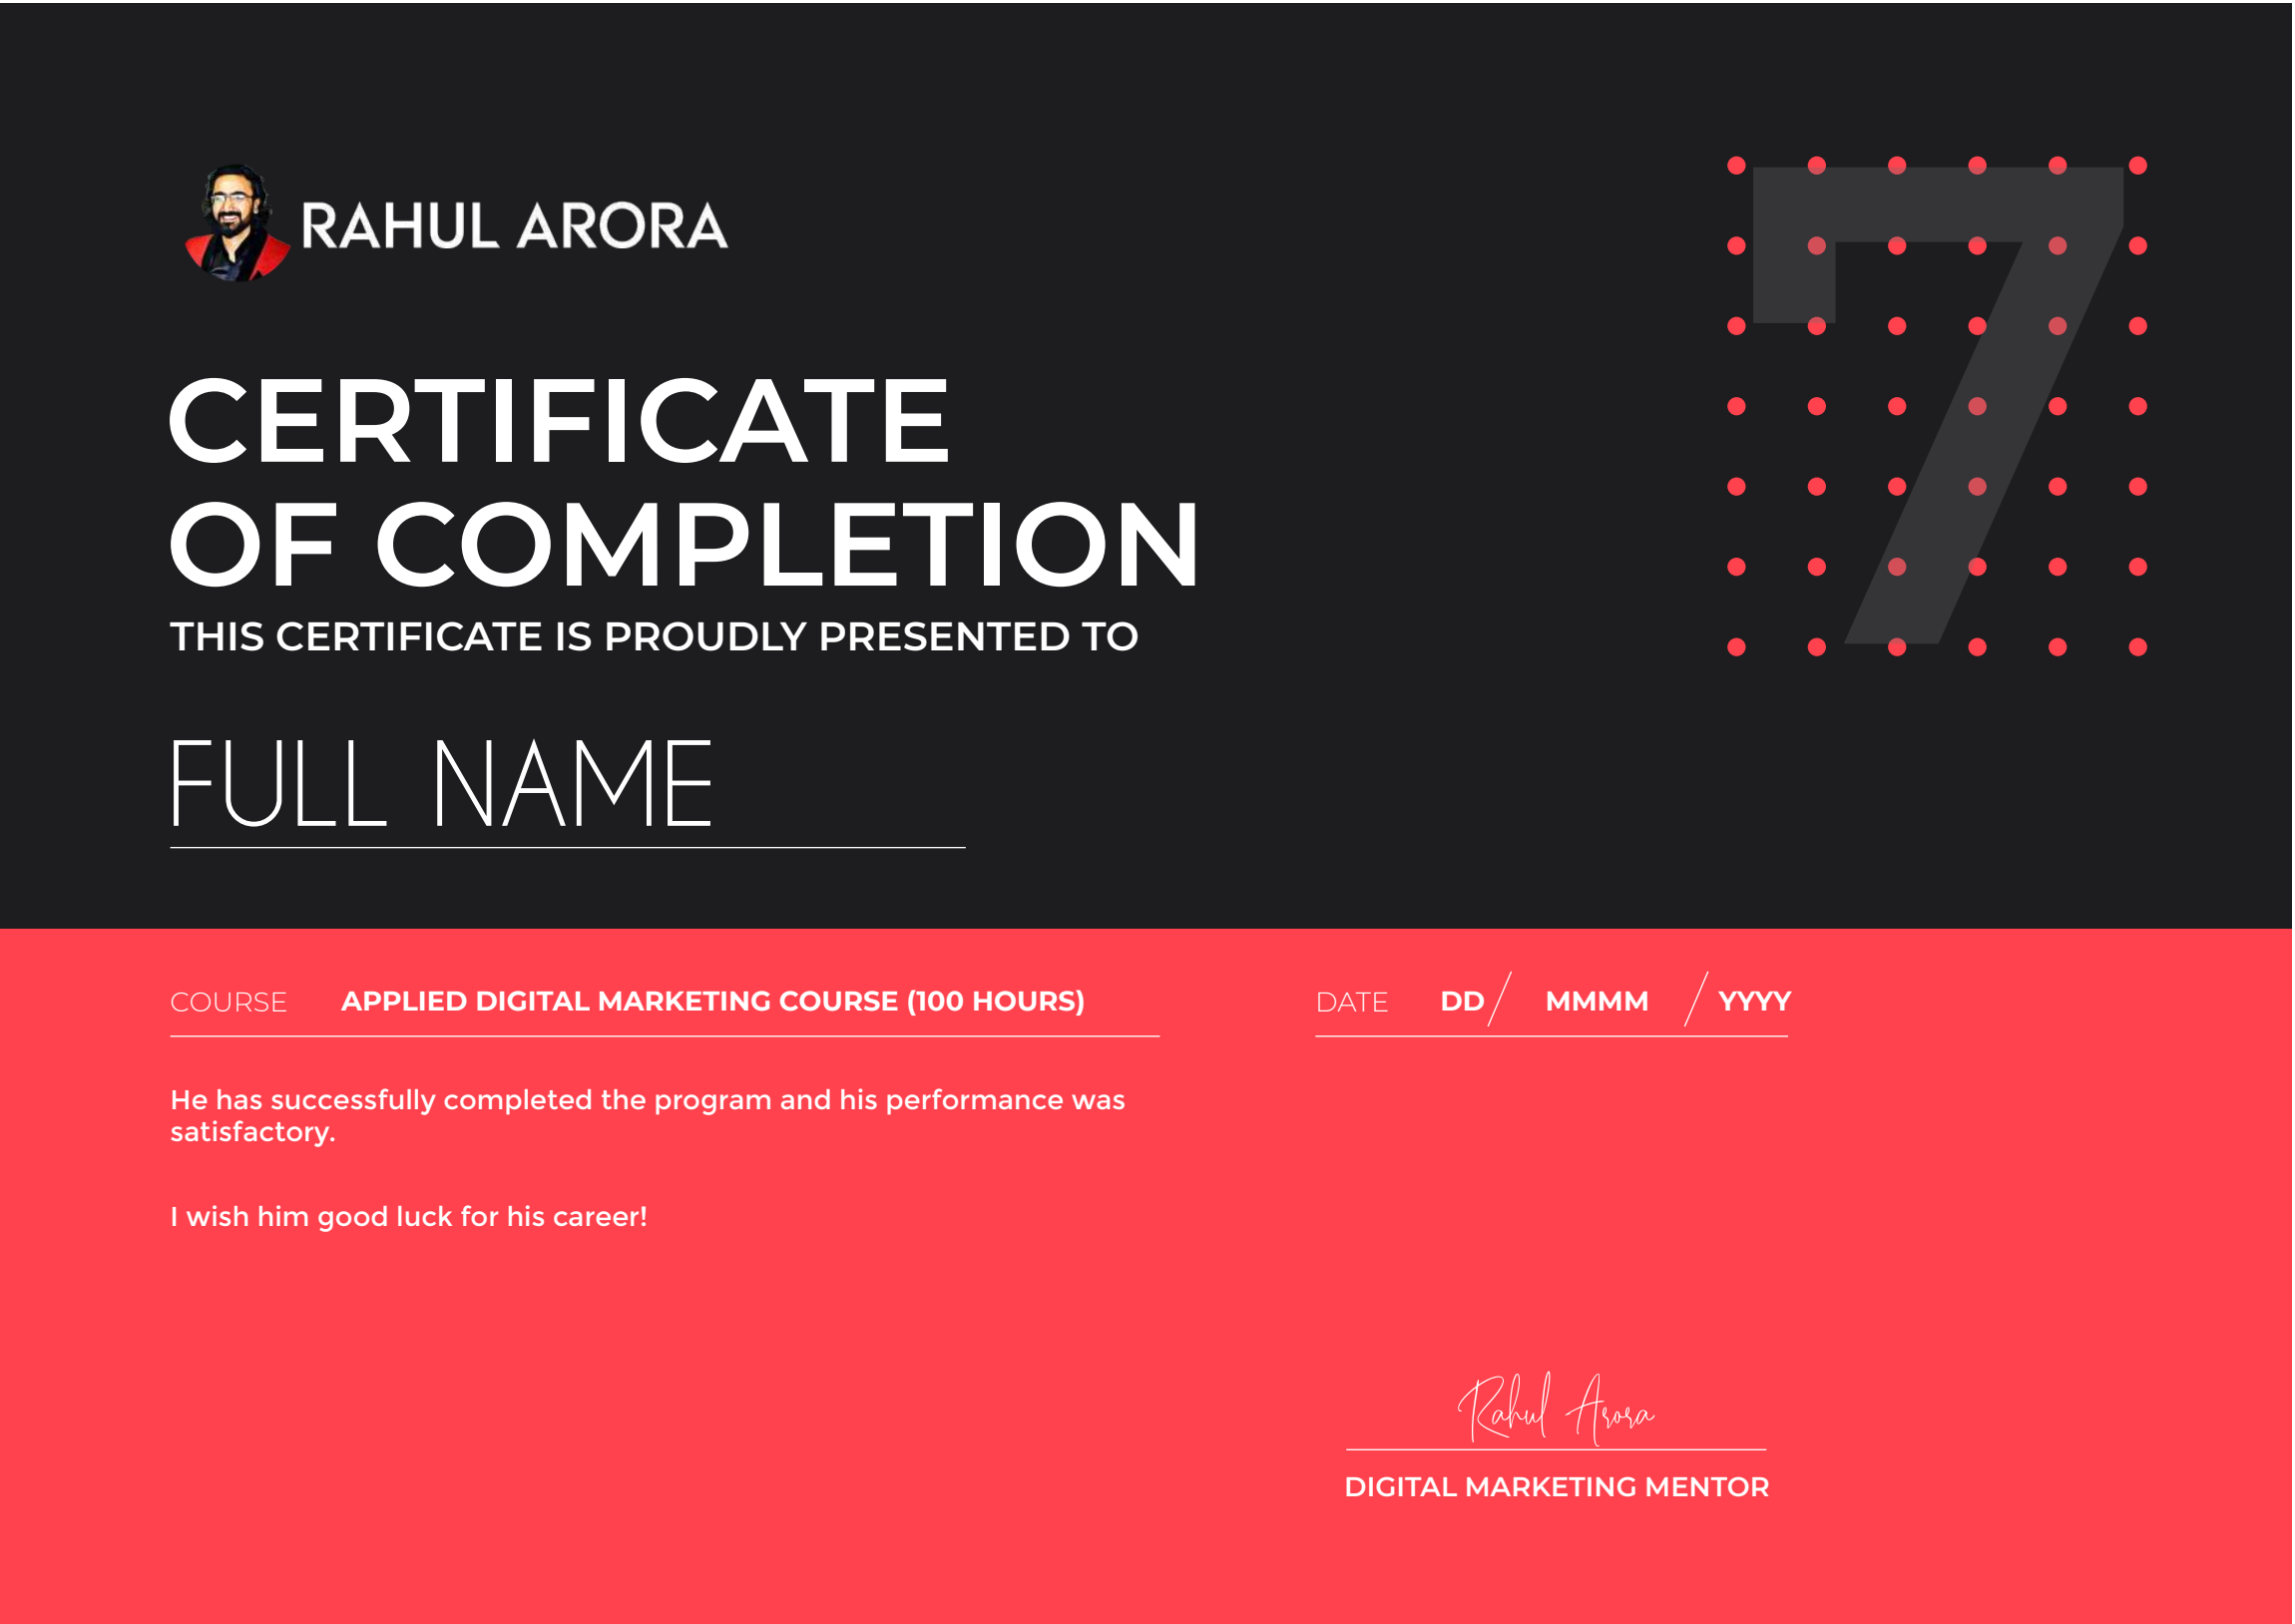 RAHUL ARORA
7
CERTIFICATE
OF COMPLETION
THIS CERTIFICATE IS PROUDLY PRESENTED TO
FULL NAME
COURSE APPLIED DIGITAL MARKETING COURSE (100 HOURS)
DATE DD / MMMM / YYYY
He has successfully completed the program and his performance was
satisfactory.
I wish him good luck for his career!
Rahul Arora
DIGITAL MARKETING MENTOR